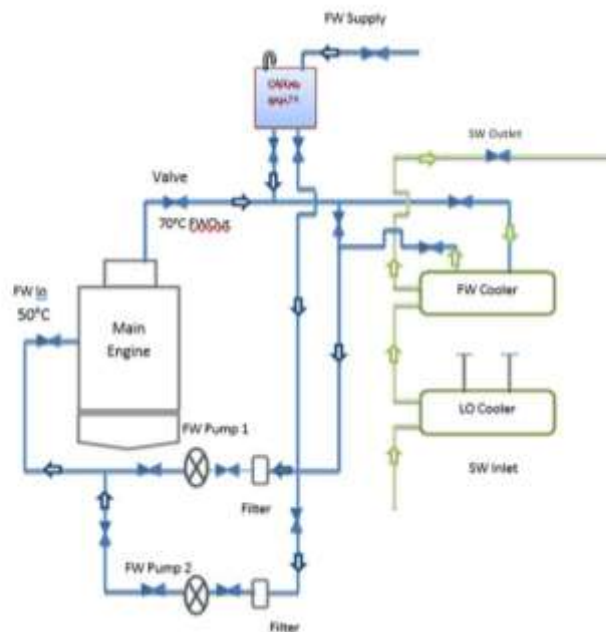 FW Supply
SW Outlet
Valve
70°C FWOut
FW Cooler
FW In
50°C
Main
Engine
LO Cooler
FW Pump 1
SW Inlet
Filter
FW Pump 2
Filter